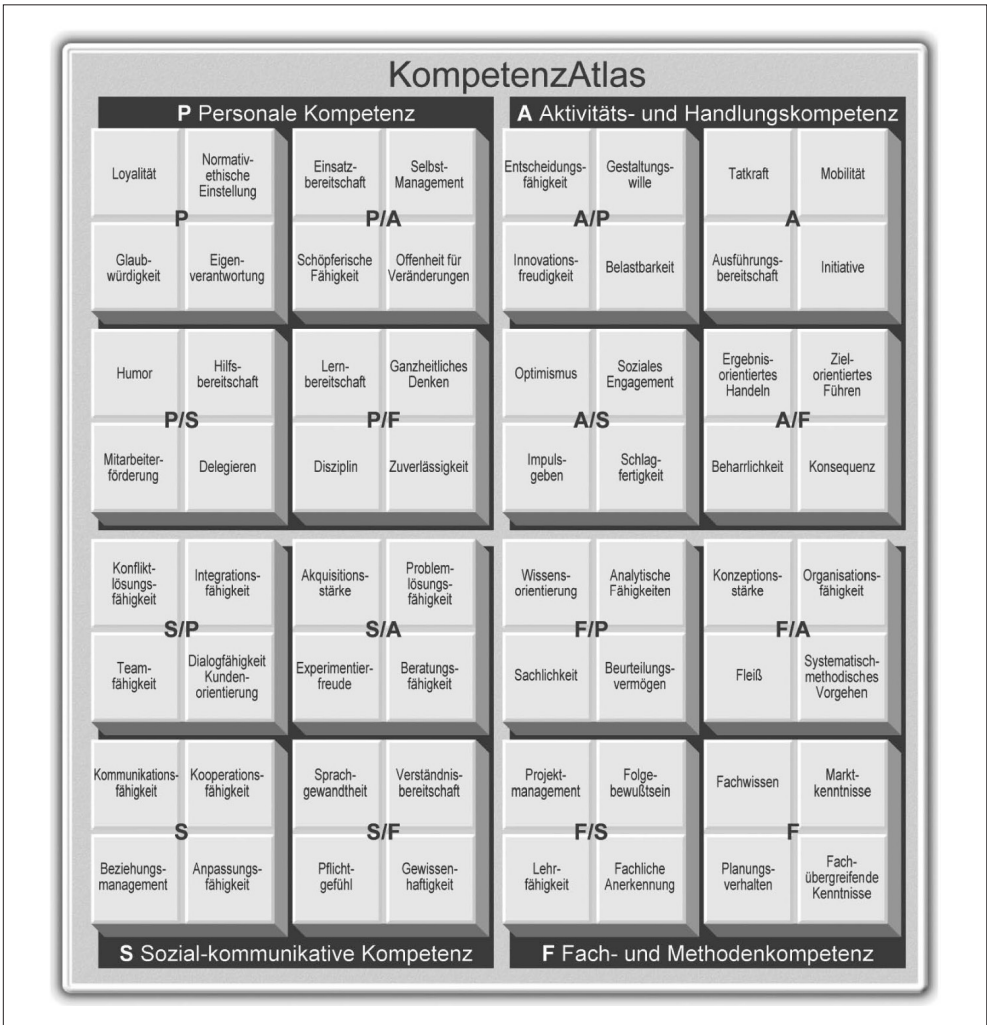 KompetenzAtlas
P Personale Kompetenz
Loyalität
Normativ-
ethische
Einstellung
P
Glaub-
würdigkeit
Eigen-
verantwortung
Einsatz-
bereitschaft
Selbst-
Management
P/A
Schöpferische
Fähigkeit
Offenheit für
Veränderungen
Humor
Hilfs-
bereitschaft
P/S
Mitarbeiter-
förderung
Delegieren
Lern-
bereitschaft
Ganzheitliches
Denken
P/F
Disziplin
Zuverlässigkeit
A Aktivitäts- und Handlungskompetenz
Entscheidungs-
fähigkeit
Gestaltungs-
wille
A/P
Innovations-
freudigkeit
Belastbarkeit
Tatkraft
Mobilität
A
Ausführungs-
bereitschaft
Initiative
Optimismus
Soziales
Engagement
A/S
Impuls-
geben
Schlag-
fertigkeit
Ergebnis-
orientiertes
Handeln
Ziel-
orientiertes
Führen
A/F
Beharrlichkeit
Konsequenz
Konflikt-
lösungs-
fähigkeit
Integrations-
fähigkeit
S/P
Team-
fähigkeit
Dialogfähigkeit
Kunden-
orientierung
Akquisitions-
stärke
Problem-
lösungs-
fähigkeit
S/A
Experimentier-
freude
Beratungs-
fähigkeit
Kommunikations-
fähigkeit
Kooperations-
fähigkeit
S
Beziehungs-
management
Anpassungs-
fähigkeit
Sprach-
gewandtheit
Verständnis-
bereitschaft
S/F
Pflicht-
gefühl
Gewissen-
haftigkeit
S Sozial-kommunikative Kompetenz
Wissens-
orientierung
Analytische
Fähigkeiten
F/P
Sachlichkeit
Beurteilungs-
vermögen
Konzeptions-
stärke
Organisations-
fähigkeit
F/A
Fleiß
Systematisch-
methodisches
Vorgehen
Projekt-
management
Folge-
bewußtsein
F/S
Lehr-
fähigkeit
Fachliche
Anerkennung
Fachwissen
Markt-
kenntnisse
F
Planungs-
verhalten
Fach-
übergreifende
Kenntnisse
F Fach- und Methodenkompetenz